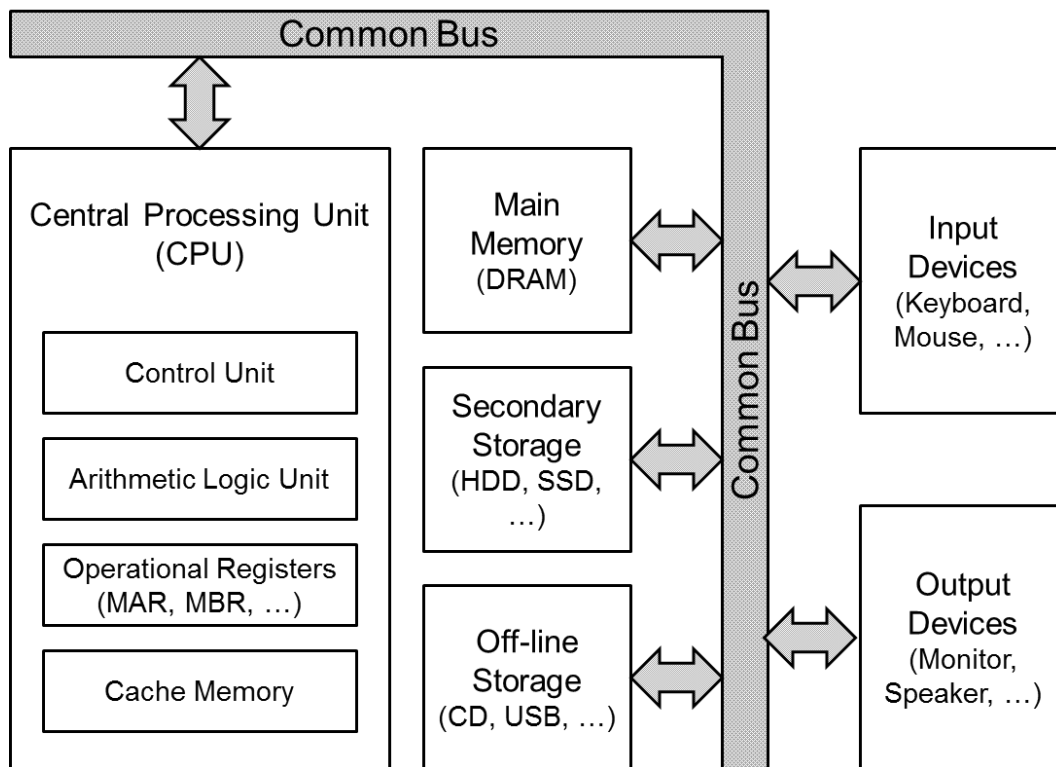 Common Bus
Central Processing Unit
(CPU)
Control Unit
Arithmetic Logic Unit
Operational Registers
(MAR, MBR, …)
Cache Memory
Main
Memory
(DRAM)
Secondary
Storage
(HDD, SSD,
…)
Off-line
Storage
(CD, USB, …)
Common Bus
Input
Devices
(Keyboard,
Mouse, …)
Output
Devices
(Monitor,
Speaker, …)